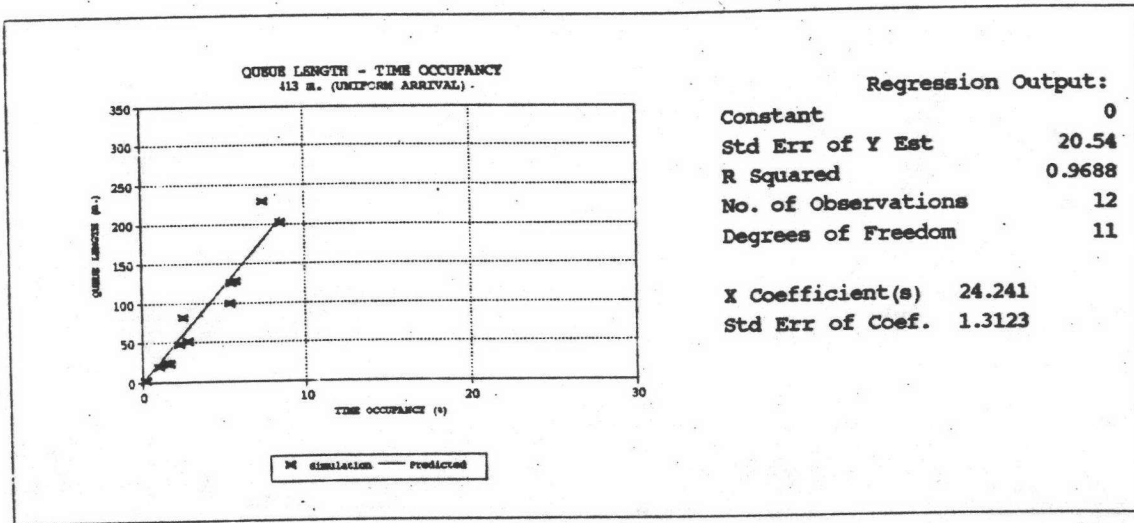 QUEUE LENGTH - TIME OCCUPANCY
413 m. (UNIFORM ARRIVAL)
350
300
250
200
150
100
50
0
QUEUE LENGTH (m.)
0 10 20 30
TIME OCCUPANCY (%)
Simulation Predicted
Regression Output:
Constant 0
Std Err of Y Est 20.54
R Squared 0.9688
No. of Observations 12
Degrees of Freedom 11
X Coefficient(s) 24.241
Std Err of Coef. 1.3123